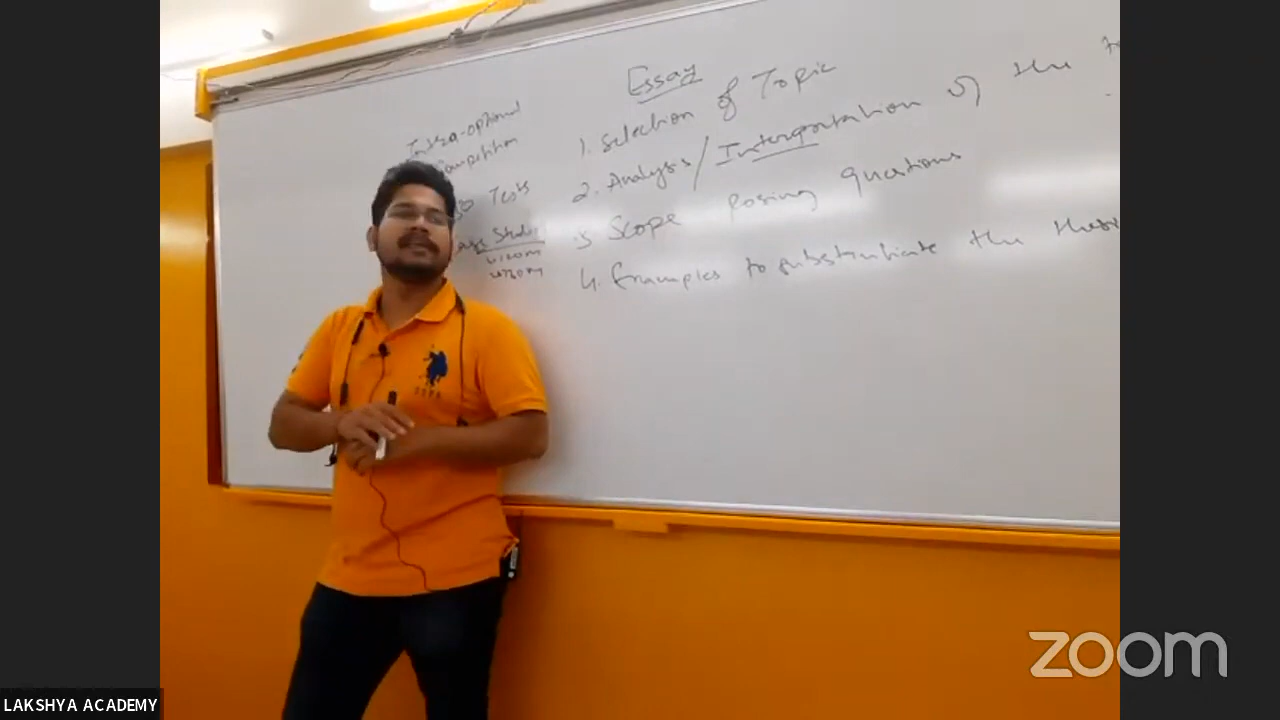 Essay
1. Selection of Topic
2. Analysis / Interpretation of the
3 Scope posing Questions
4. Examples to substantiate the
Intra-optional
Competition
Tests
Studies
USPA
LAKSHYA ACADEMY
zoom